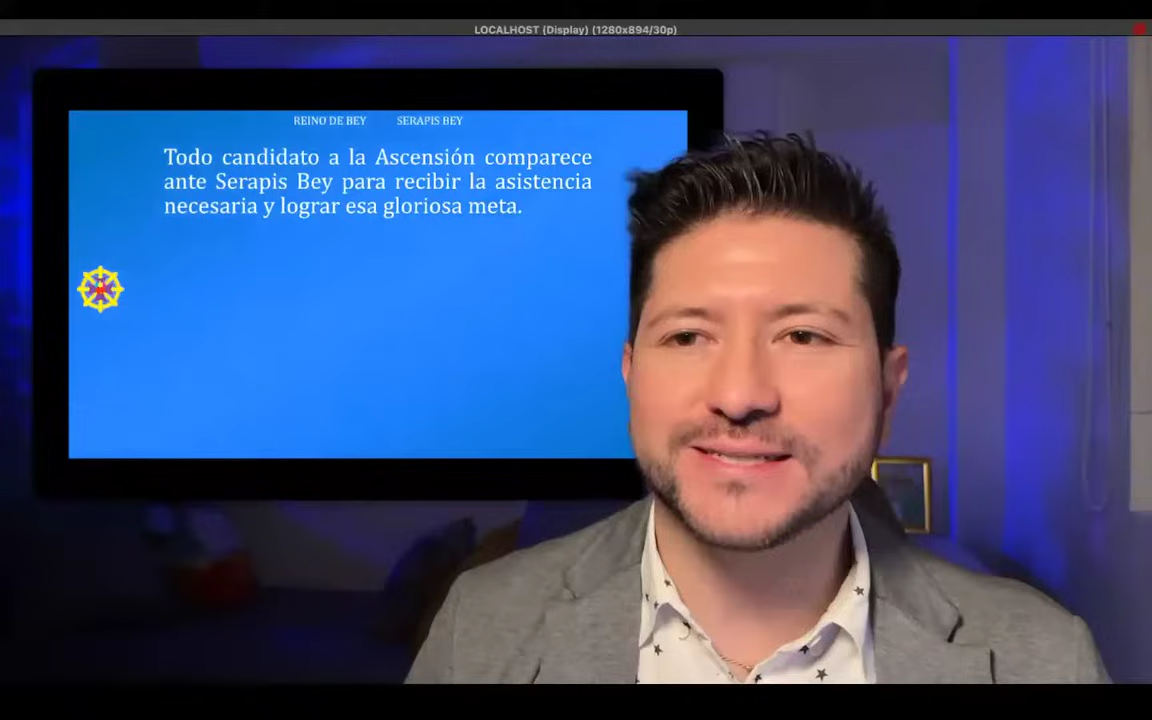 LOCALHOST (Display) (1280x894/30p)
REINO DE BEY SERAPIS BEY
Todo candidato a la Ascensión comparece
ante Serapis Bey para recibir la asistencia
necesaria y lograr esa gloriosa meta.